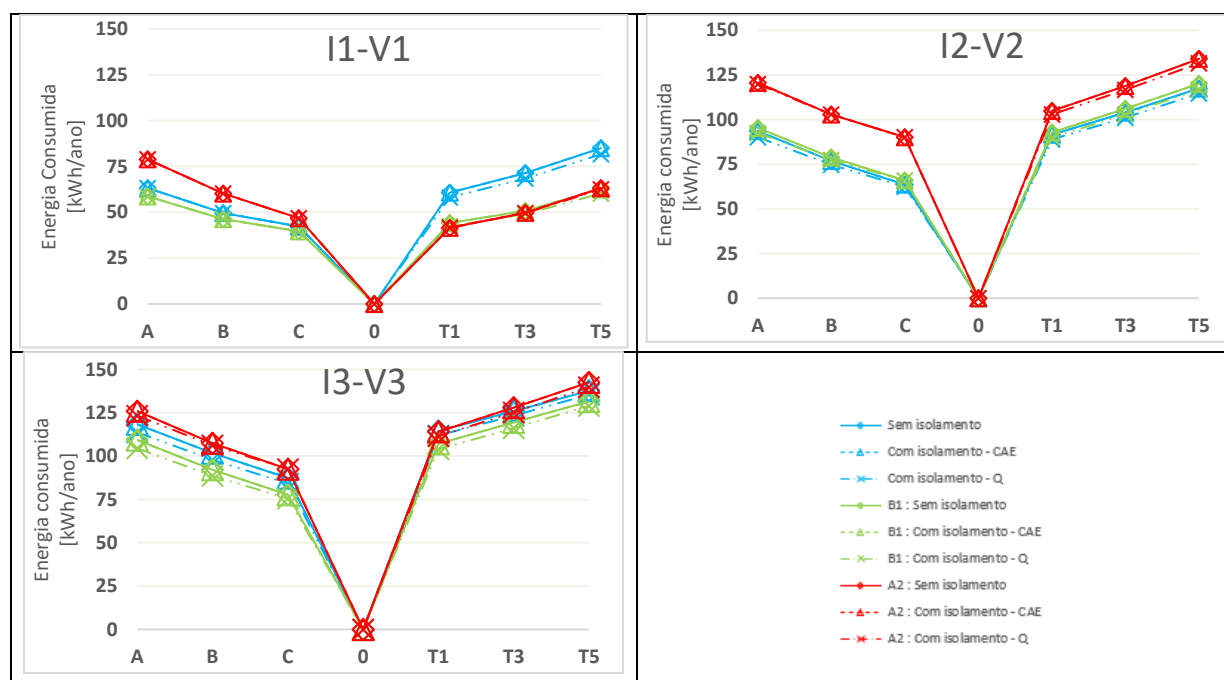 I1-V1
Energia Consumida
[kWh/ano]
150
125
100
75
50
25
0
A B C 0 T1 T3 T5
I2-V2
Energia consumida
[kWh/ano]
150
125
100
75
50
25
0
A B C 0 T1 T3 T5
I3-V3
Energia consumida
[kWh/ano]
150
125
100
75
50
25
0
A B C 0 T1 T3 T5
Sem isolamento
Com isolamento - CAE
Com isolamento - Q
B1 : Sem isolamento
B1 : Com isolamento - CAE
B1 : Com isolamento - Q
A2 : Sem isolamento
A2 : Com isolamento - CAE
A2 : Com isolamento - Q